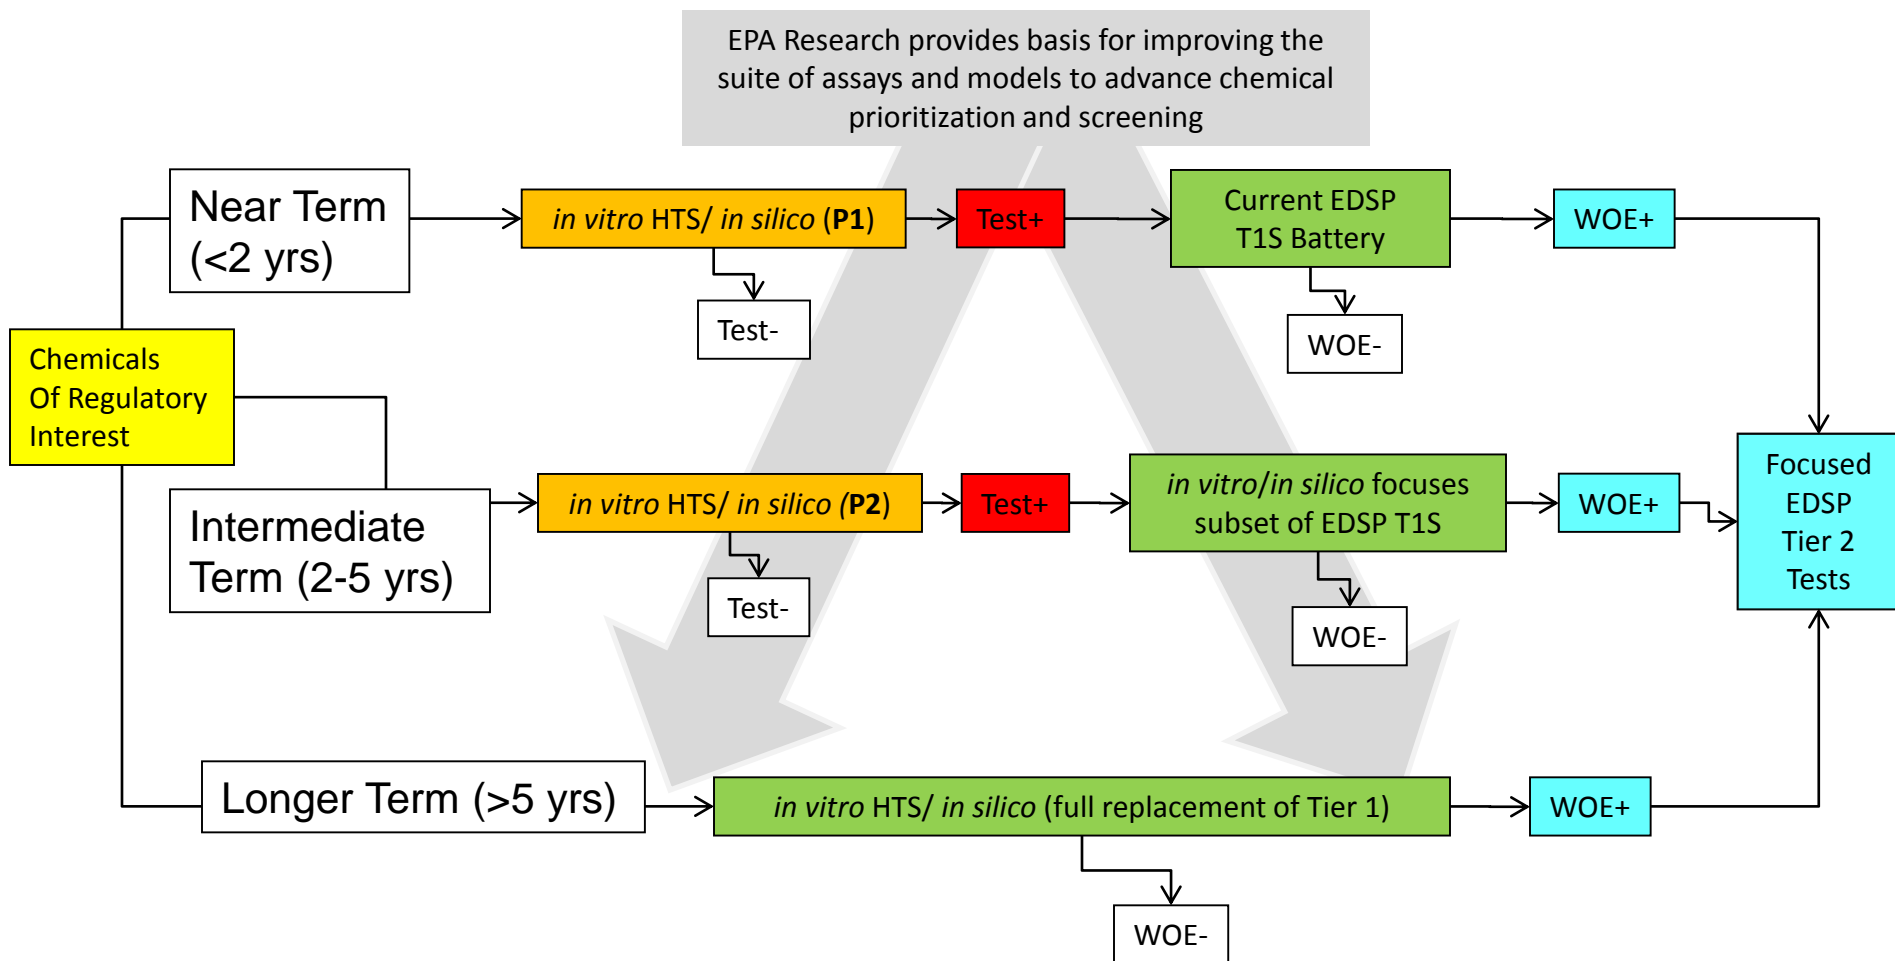 EPA Research provides basis for improving the
suite of assays and models to advance chemical
prioritization and screening
Near Term
(<2 yrs)
in vitro HTS/ in silico (P1)
Test+
Current EDSP
T1S Battery
WOE+
Test-
WOE-
Chemicals
Of Regulatory
Interest
Intermediate
Term (2-5 yrs)
in vitro HTS/ in silico (P2)
Test+
in vitro/in silico focuses
subset of EDSP T1S
WOE+
Focused
EDSP
Tier 2
Tests
Test-
WOE-
Longer Term (>5 yrs)
in vitro HTS/ in silico (full replacement of Tier 1)
WOE+
WOE-